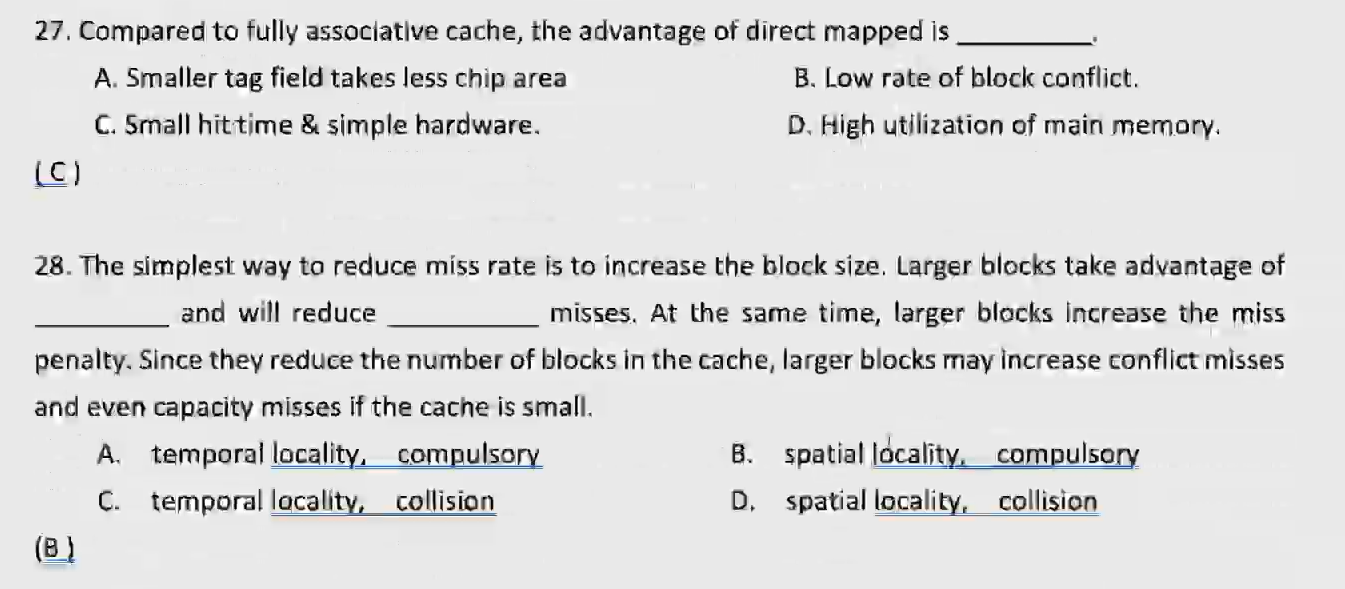 27. Compared to fully associative cache, the advantage of direct mapped is __________.
A. Smaller tag field takes less chip area B. Low rate of block conflict.
C. Small hit time & simple hardware. D. High utilization of main memory.
( C )
28. The simplest way to reduce miss rate is to increase the block size. Larger blocks take advantage of
__________ and will reduce ___________ misses. At the same time, larger blocks increase the miss
penalty. Since they reduce the number of blocks in the cache, larger blocks may increase conflict misses
and even capacity misses if the cache is small.
A. temporal locality, compulsory B. spatial locality, compulsory
C. temporal locality, collision D. spatial locality, collision
(B )